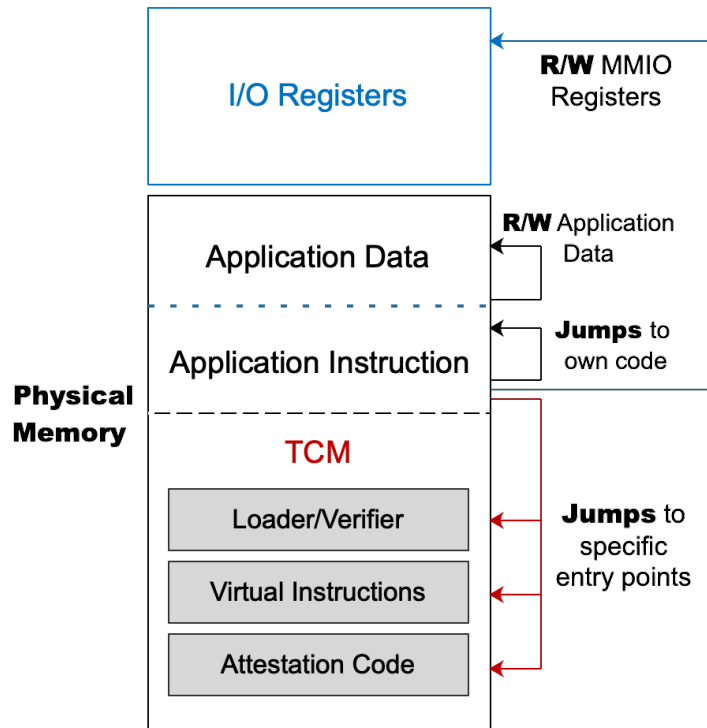 I/O Registers
R/W MMIO
Registers
Application Data
R/W Application
Data
Application Instruction
Jumps to
own code
Physical
Memory
TCM
Loader/Verifier
Virtual Instructions
Attestation Code
Jumps to
specific
entry points